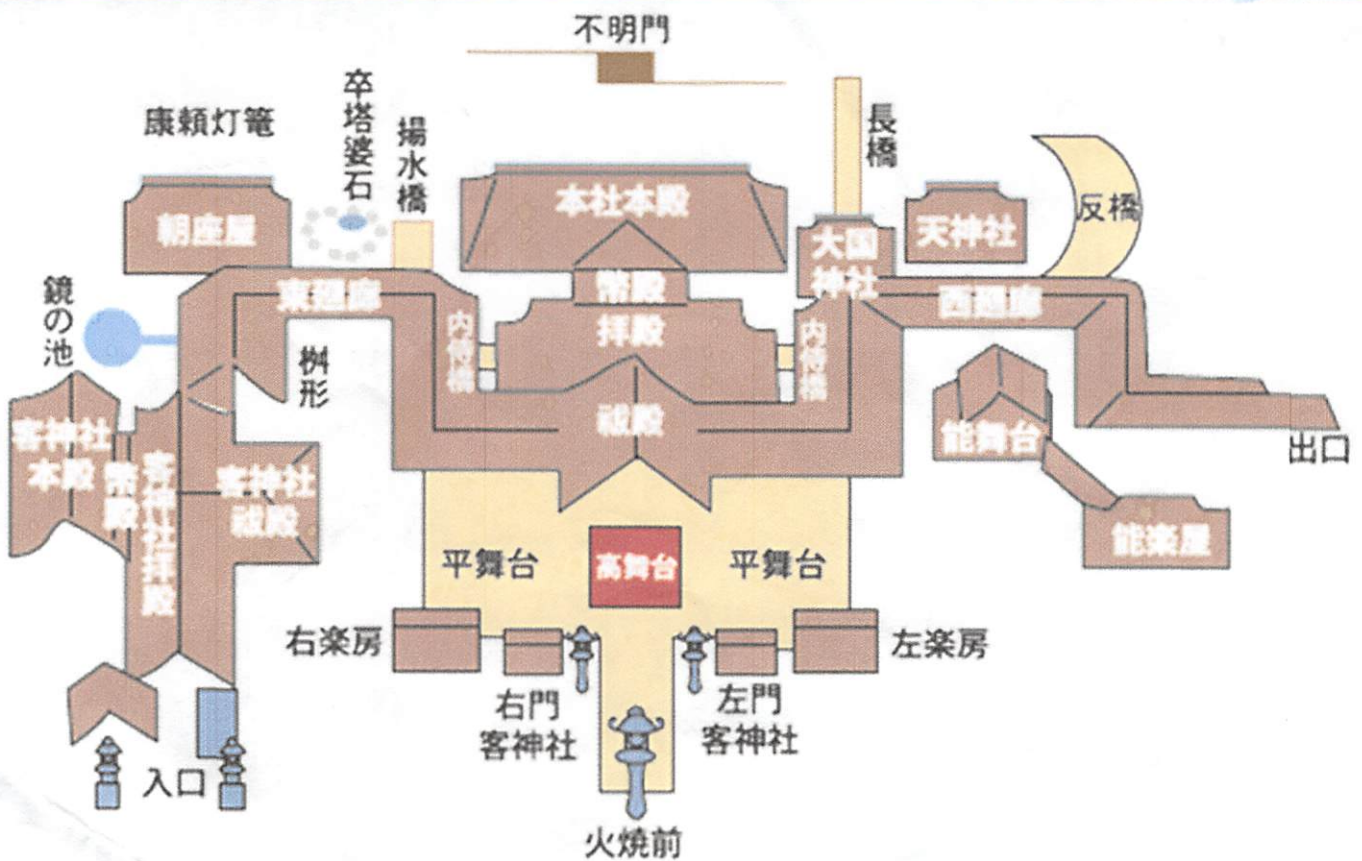 不明門
康頼灯篭
卒塔婆石
揚水橋
長橋
反橋
朝座屋
本社本殿
大国
神社
天神社
鏡の池
東廻廊
幣殿
西廻廊
桝形
内侍橋
拝殿
内侍橋
祓殿
能舞台
出口
客神社
本殿
幣殿
客神社拝殿
客神社
祓殿
能楽屋
平舞台
高舞台
平舞台
右楽房
左楽房
右門
客神社
左門
客神社
入口
火焼前